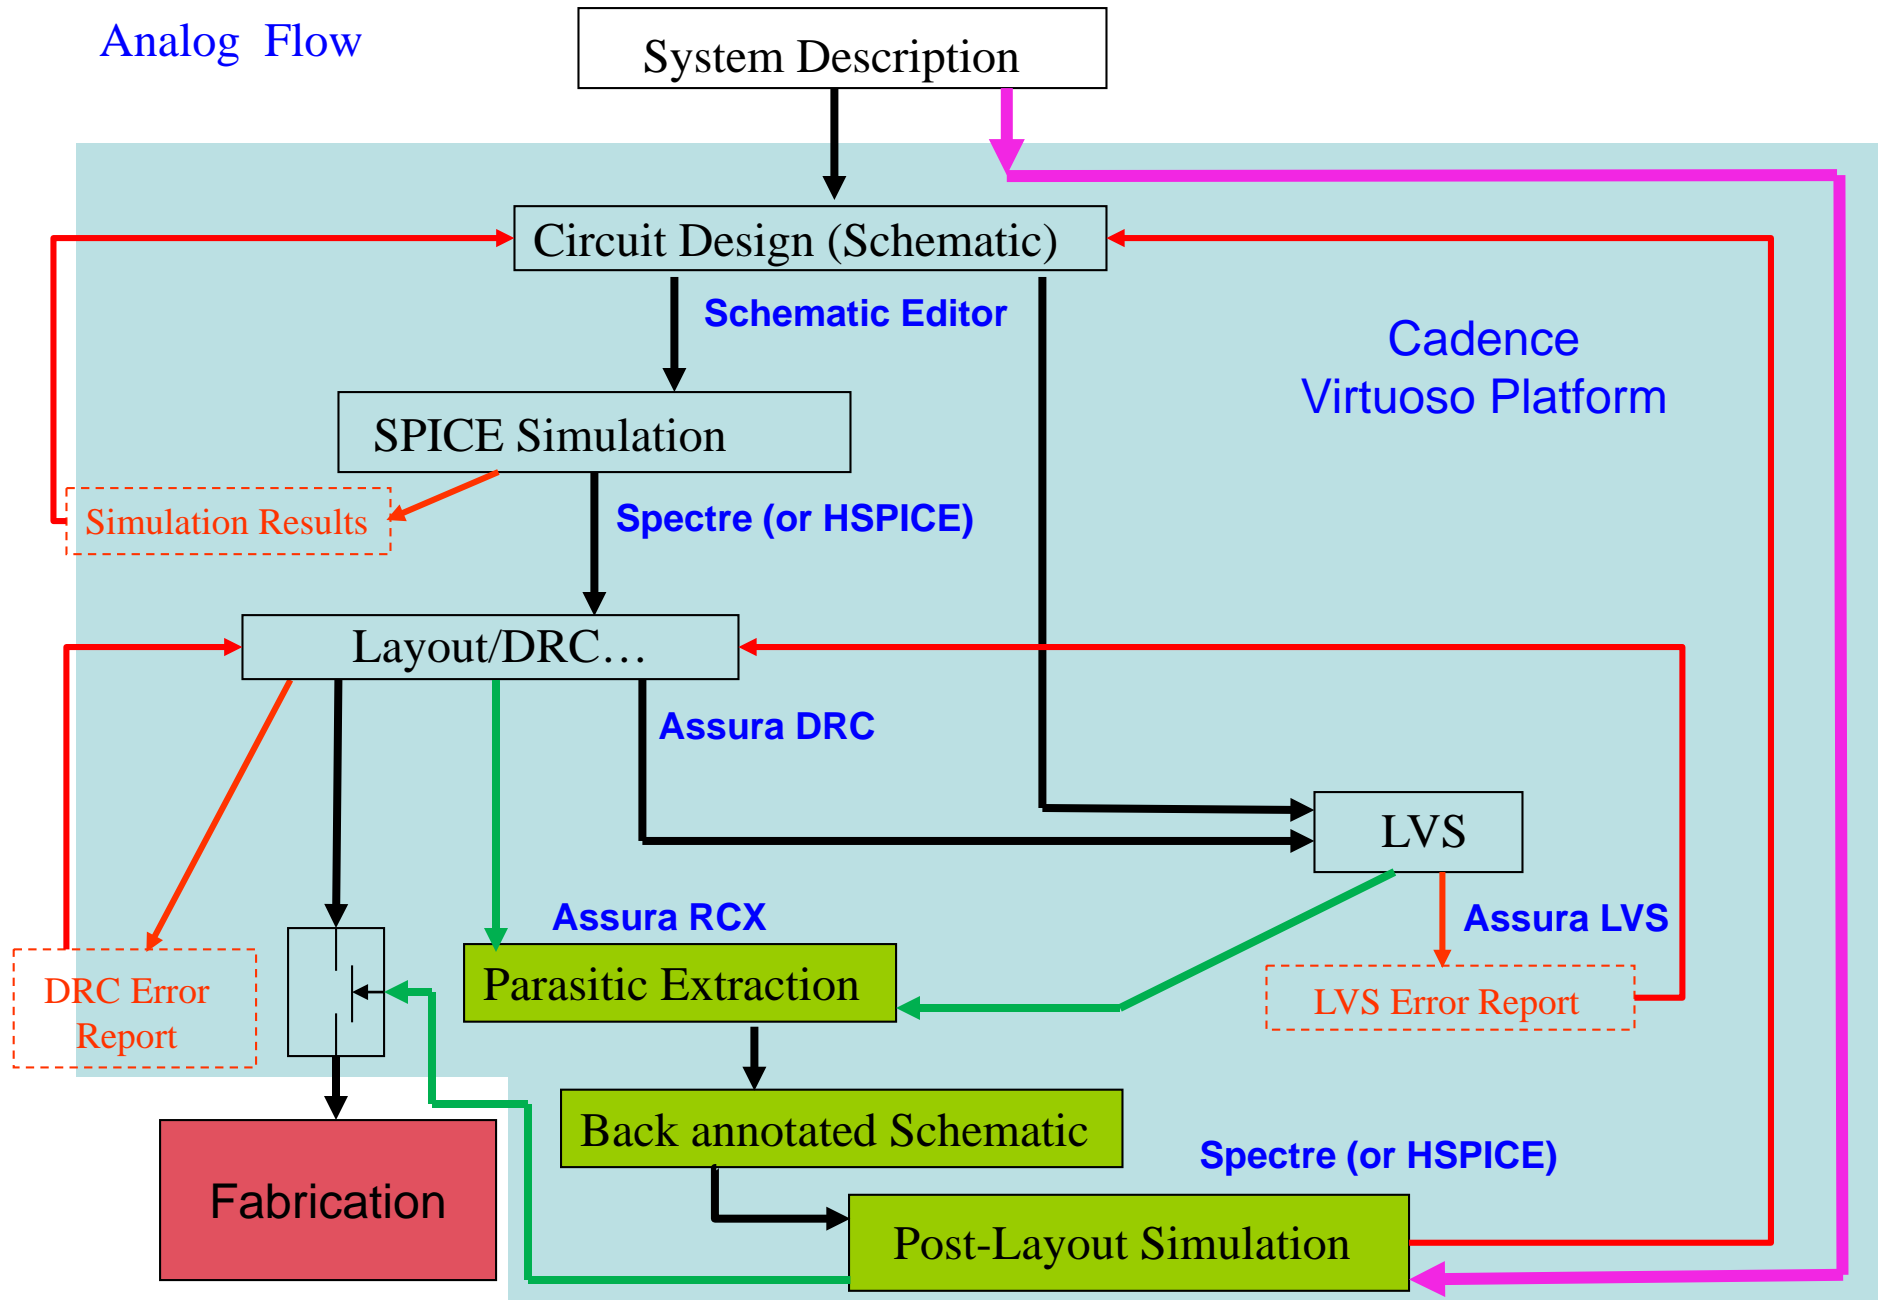 Analog Flow
System Description
Circuit Design (Schematic)
Schematic Editor
Cadence
Virtuoso Platform
SPICE Simulation
Simulation Results
Spectre (or HSPICE)
Layout/DRC…
Assura DRC
LVS
Assura RCX
Assura LVS
DRC Error
Report
Parasitic Extraction
LVS Error Report
Back annotated Schematic
Spectre (or HSPICE)
Fabrication
Post-Layout Simulation